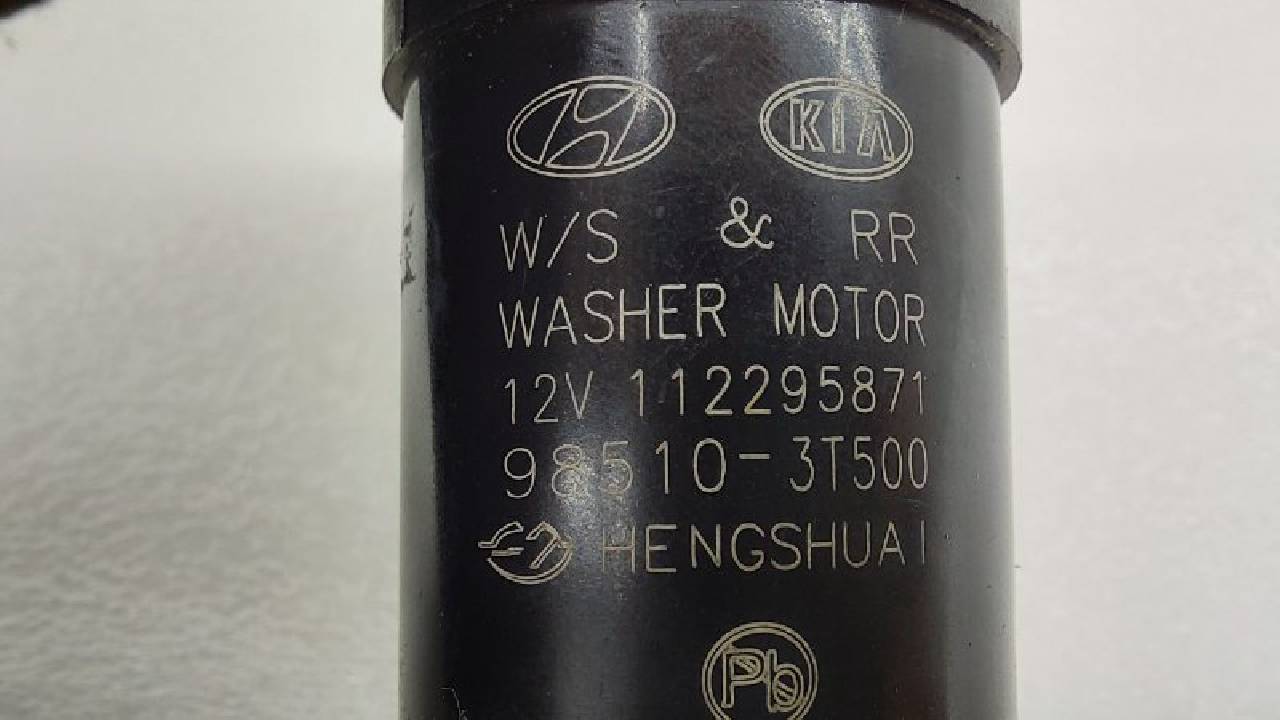 KIA
W/S & RR
WASHER MOTOR
12V 112295871
98510-3T500
HENGSHUAI
Pb